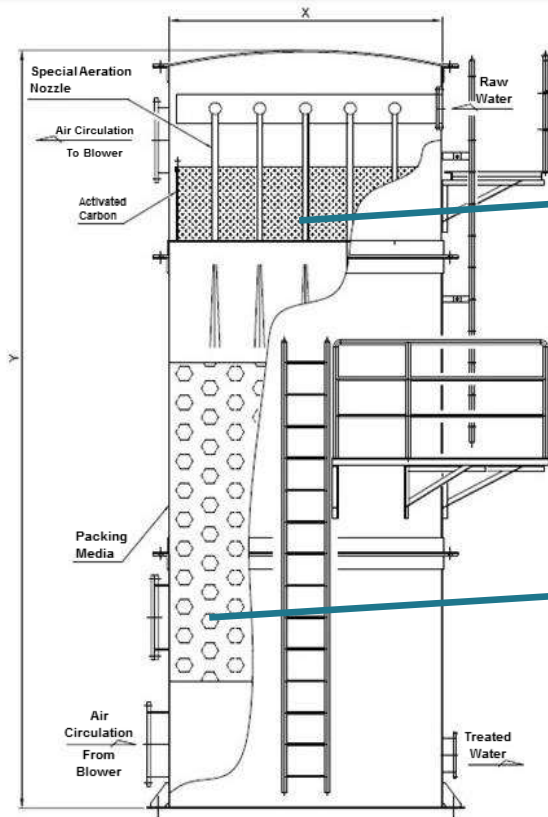 X
Special Aeration
Nozzle
Raw
Water
Air Circulation
To Blower
Activated
Carbon
Y
Packing
Media
Air
Circulation
From
Blower
Treated
Water